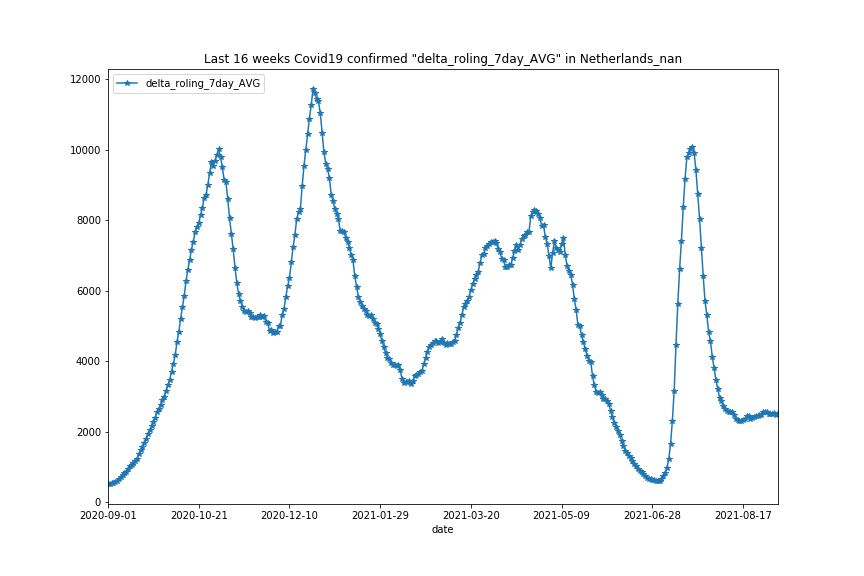 Last 16 weeks Covid19 confirmed "delta_roling_7day_AVG" in Netherlands_nan
delta_roling_7day_AVG
12000
10000
8000
6000
4000
2000
0
2020-09-01 2020-10-21 2020-12-10 2021-01-29 2021-03-20 2021-05-09 2021-06-28 2021-08-17
date